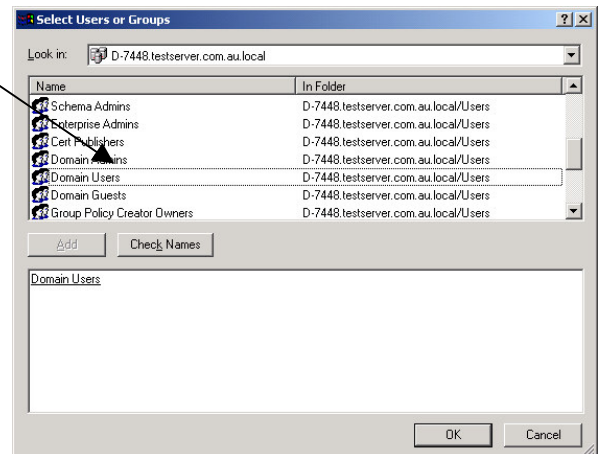 Select Users or Groups
Look in: D-7448.testserver.com.au.local
Name In Folder
Schema Admins D-7448.testserver.com.au.local/Users
Enterprise Admins D-7448.testserver.com.au.local/Users
Cert Publishers D-7448.testserver.com.au.local/Users
Domain Admins D-7448.testserver.com.au.local/Users
Domain Users D-7448.testserver.com.au.local/Users
Domain Guests D-7448.testserver.com.au.local/Users
Group Policy Creator Owners D-7448.testserver.com.au.local/Users
Add Check Names
Domain Users
OK Cancel